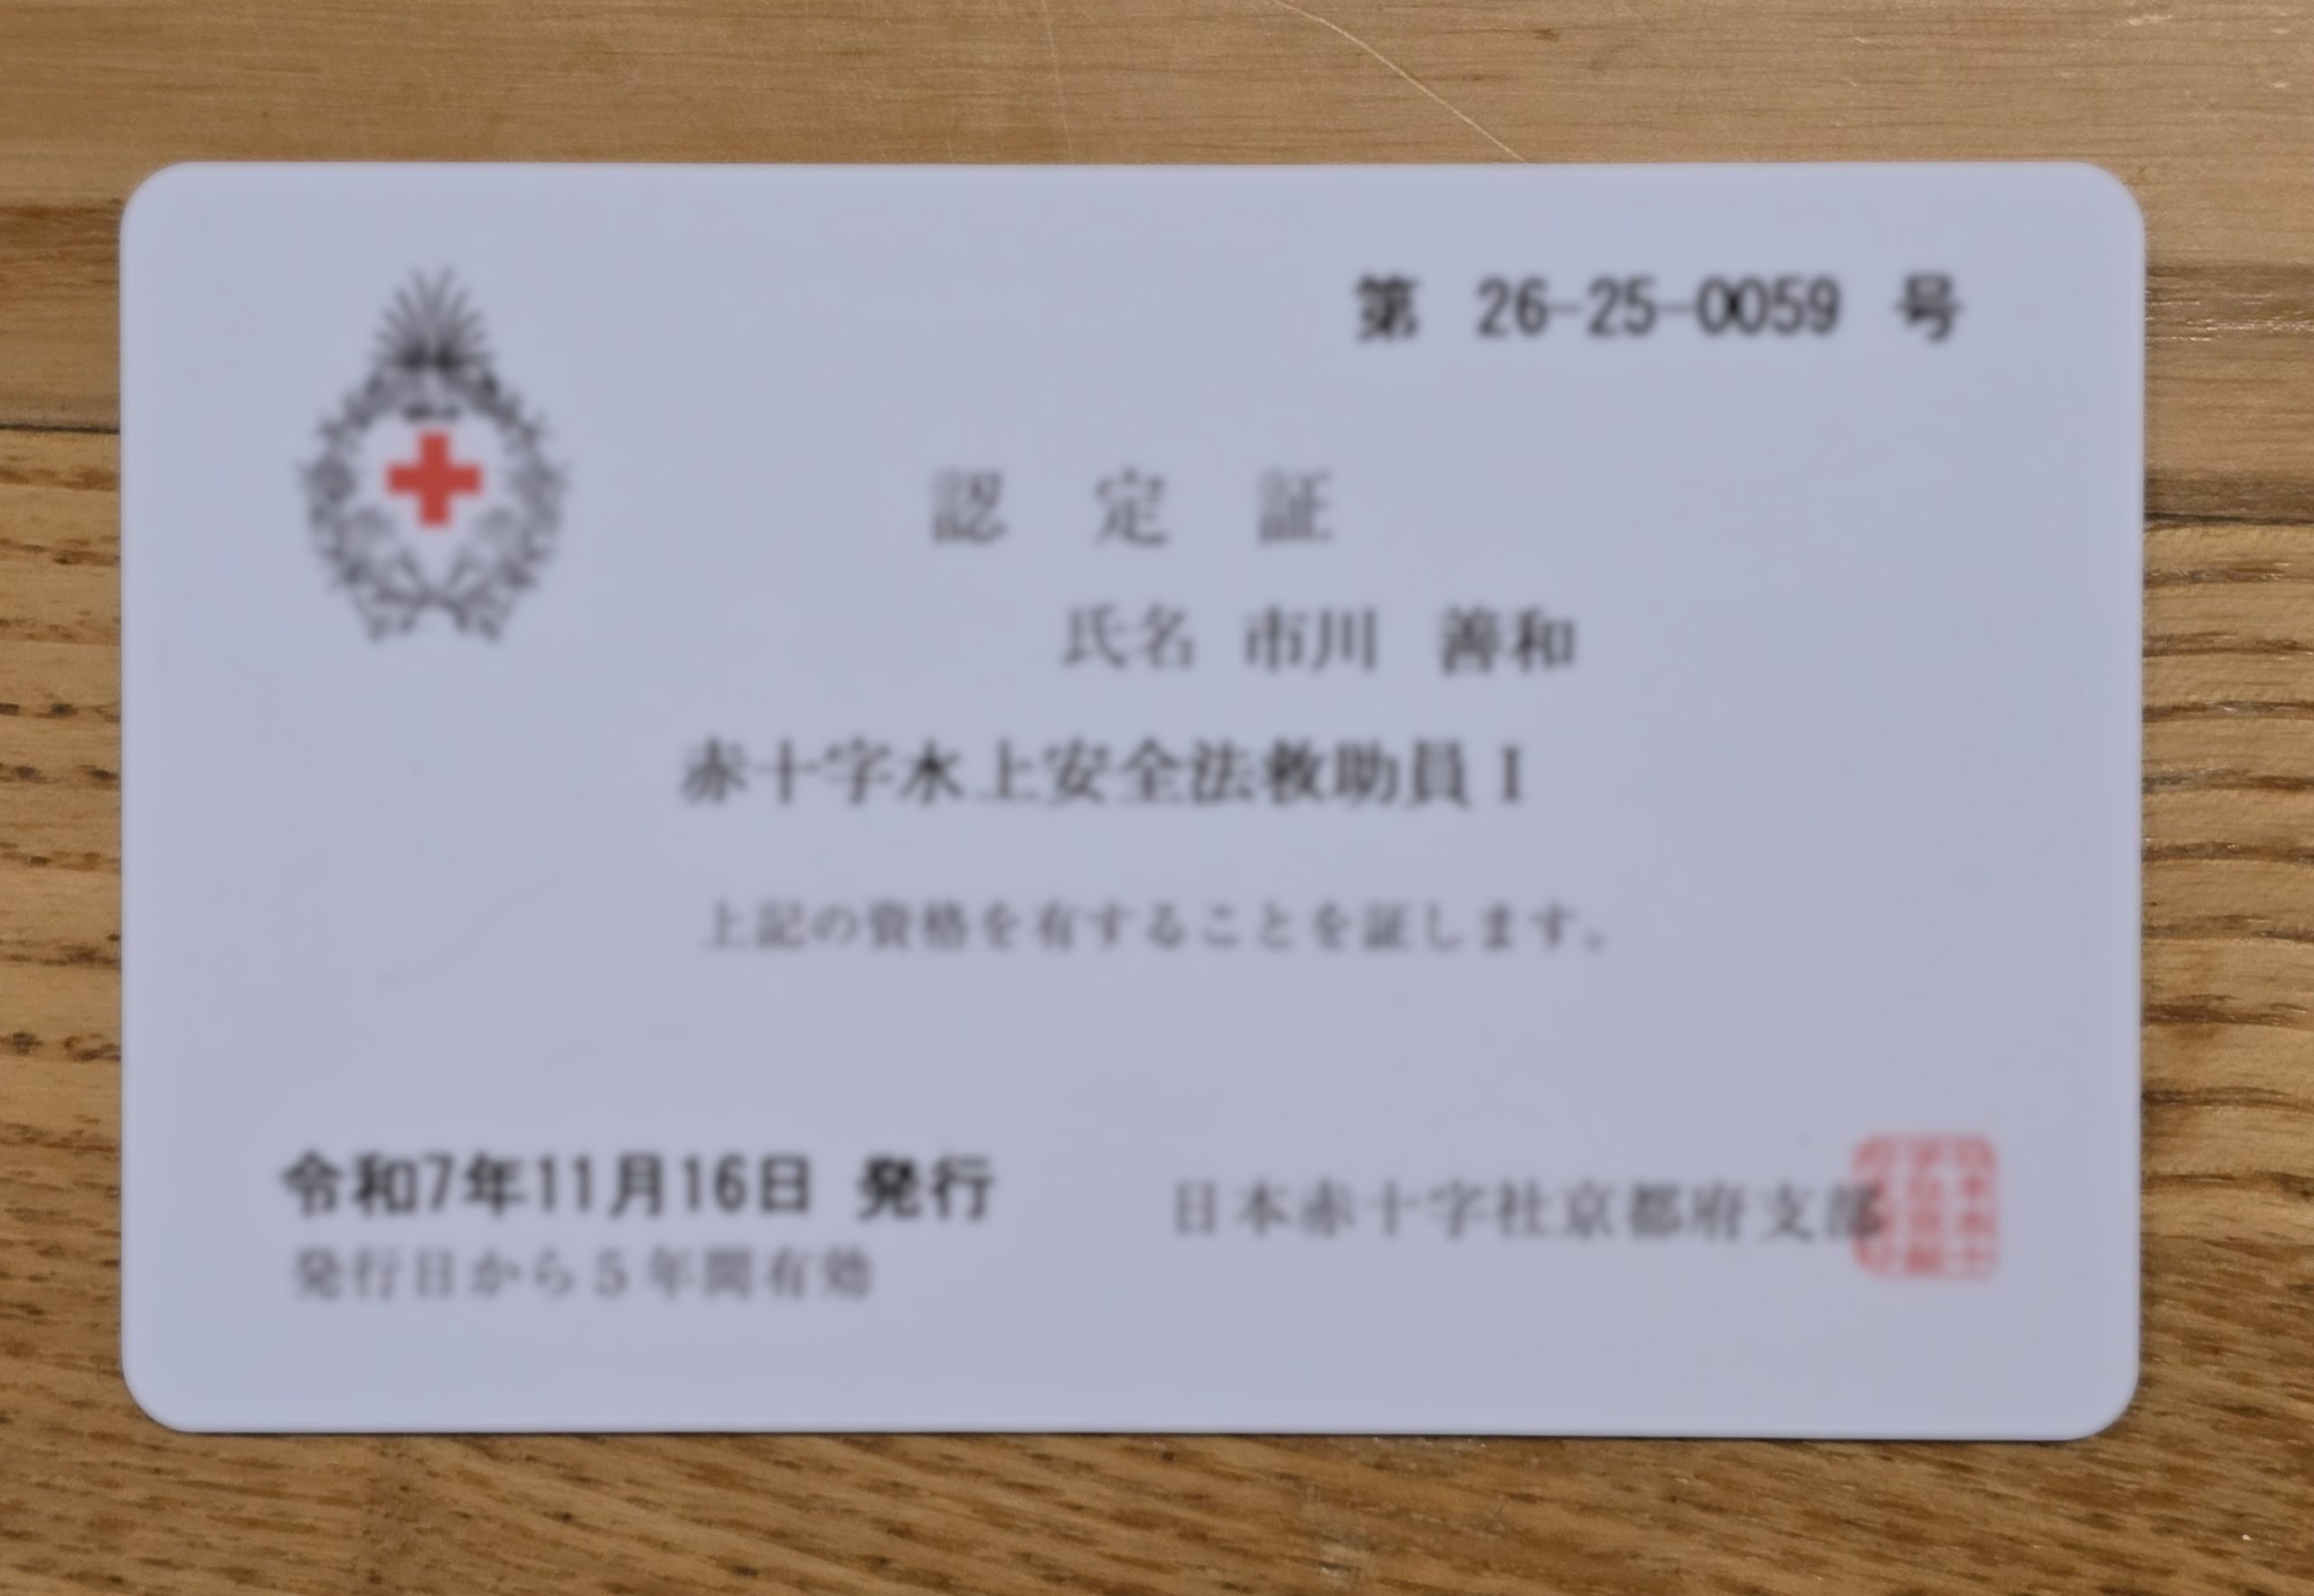 第 26-25-0059 号
認 定 証
氏名 市川 善和
赤十字水上安全法救助員Ⅰ
上記の資格を有することを証します。
令和7年11月16日 発行
発行日から5年間有効
日本赤十字社京都府支部